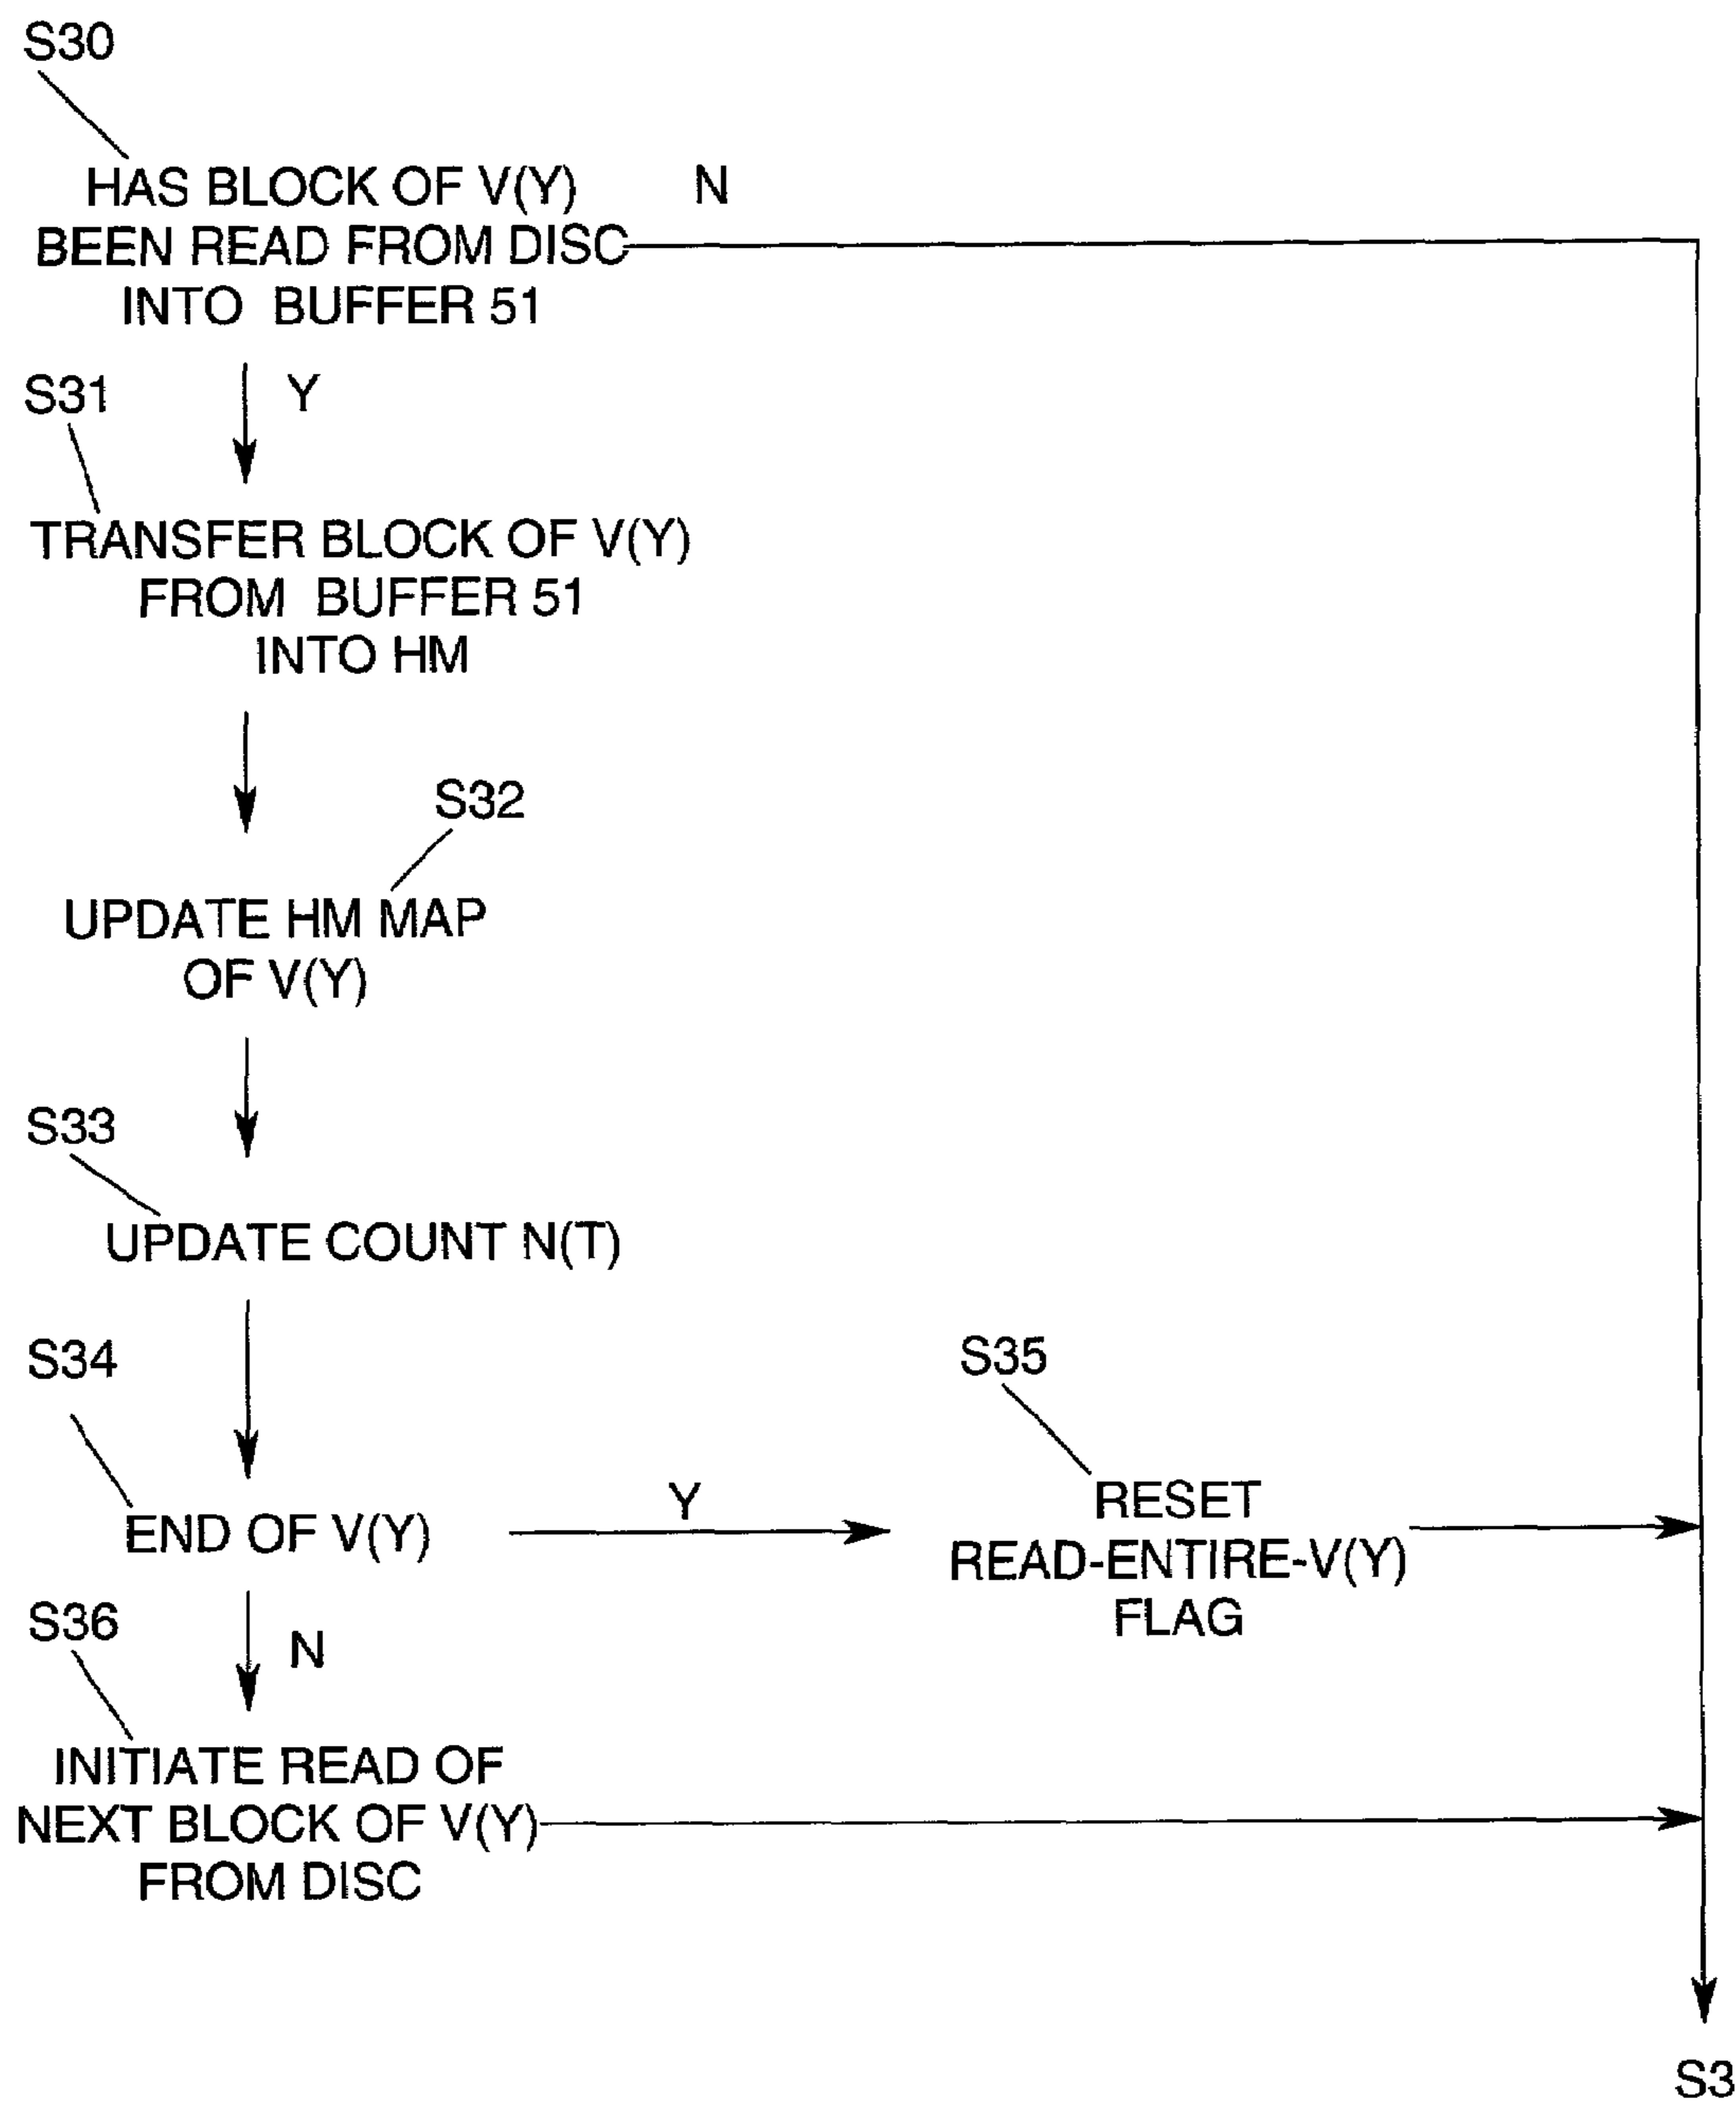 S30
HAS BLOCK OF V(Y) N
BEEN READ FROM DISC
INTO BUFFER 51
S31
Y
TRANSFER BLOCK OF V(Y)
FROM BUFFER 51
INTO HM
S32
UPDATE HM MAP
OF V(Y)
S33
UPDATE COUNT N(T)
S34
S35
END OF V(Y)
Y
RESET
READ-ENTIRE-V(Y)
FLAG
S36
N
INITIATE READ OF
NEXT BLOCK OF V(Y)
FROM DISC
S3